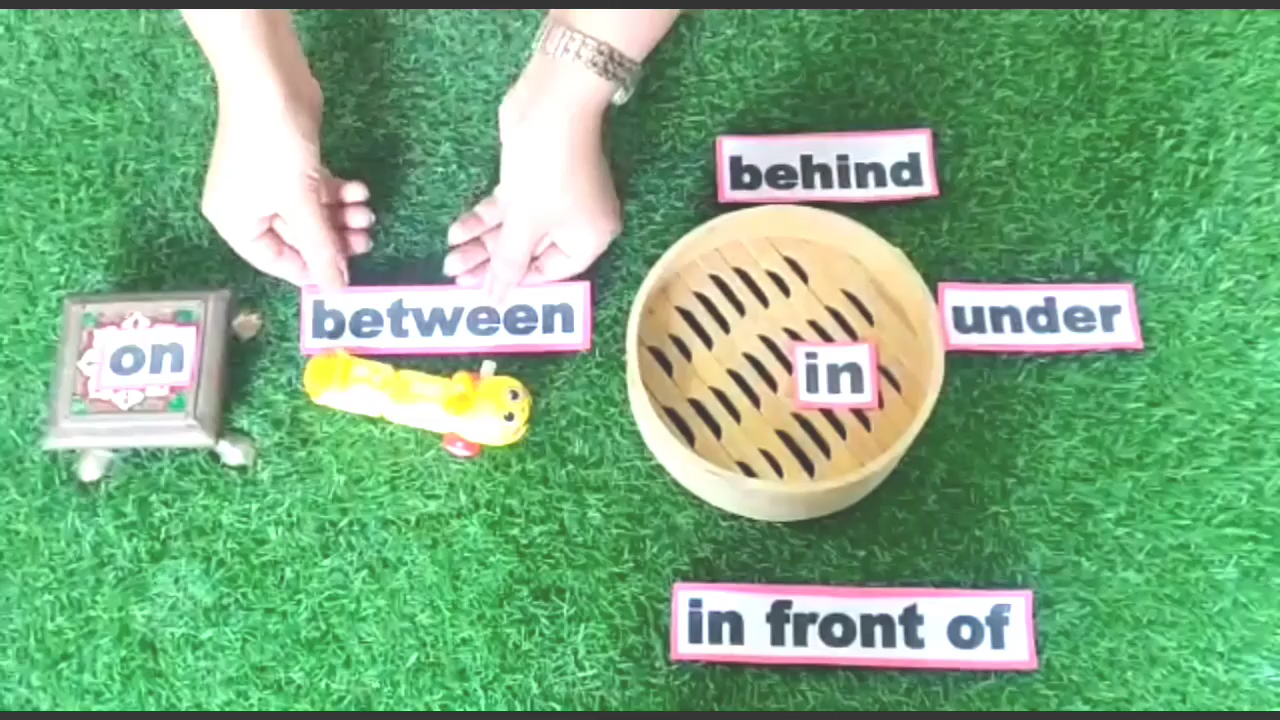 behind
between
under
on
in
in front of